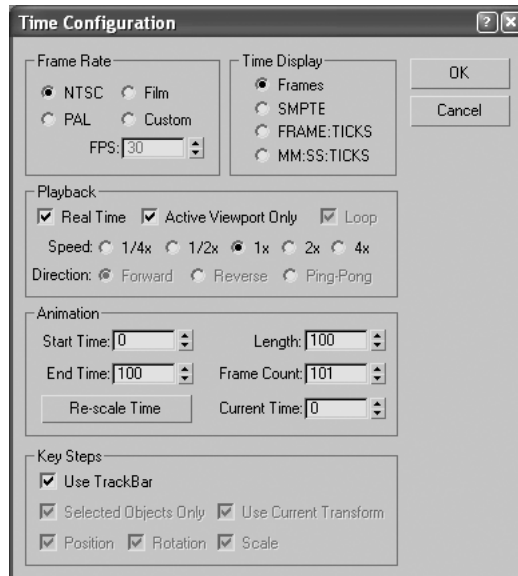 Time Configuration
Frame Rate
NTSC Film
PAL Custom
FPS: 30
Time Display
Frames
SMPTE
FRAME:TICKS
MM:SS:TICKS
OK
Cancel
Playback
Real Time Active Viewport Only Loop
Speed: 1/4x 1/2x 1x 2x 4x
Direction: Forward Reverse Ping-Pong
Animation
Start Time: 0 Length: 100
End Time: 100 Frame Count: 101
Re-scale Time Current Time: 0
Key Steps
Use TrackBar
Selected Objects Only Use Current Transform
Position Rotation Scale